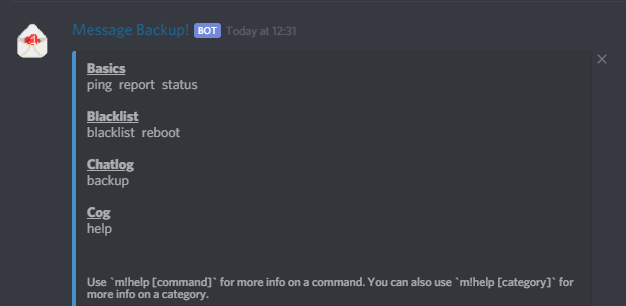 Message Backup! BOT Today at 12:31
Basics
ping report status
Blacklist
blacklist reboot
Chatlog
backup
Cog
help
Use `m!help [command]` for more info on a command. You can also use `m!help [category]` for
more info on a category.